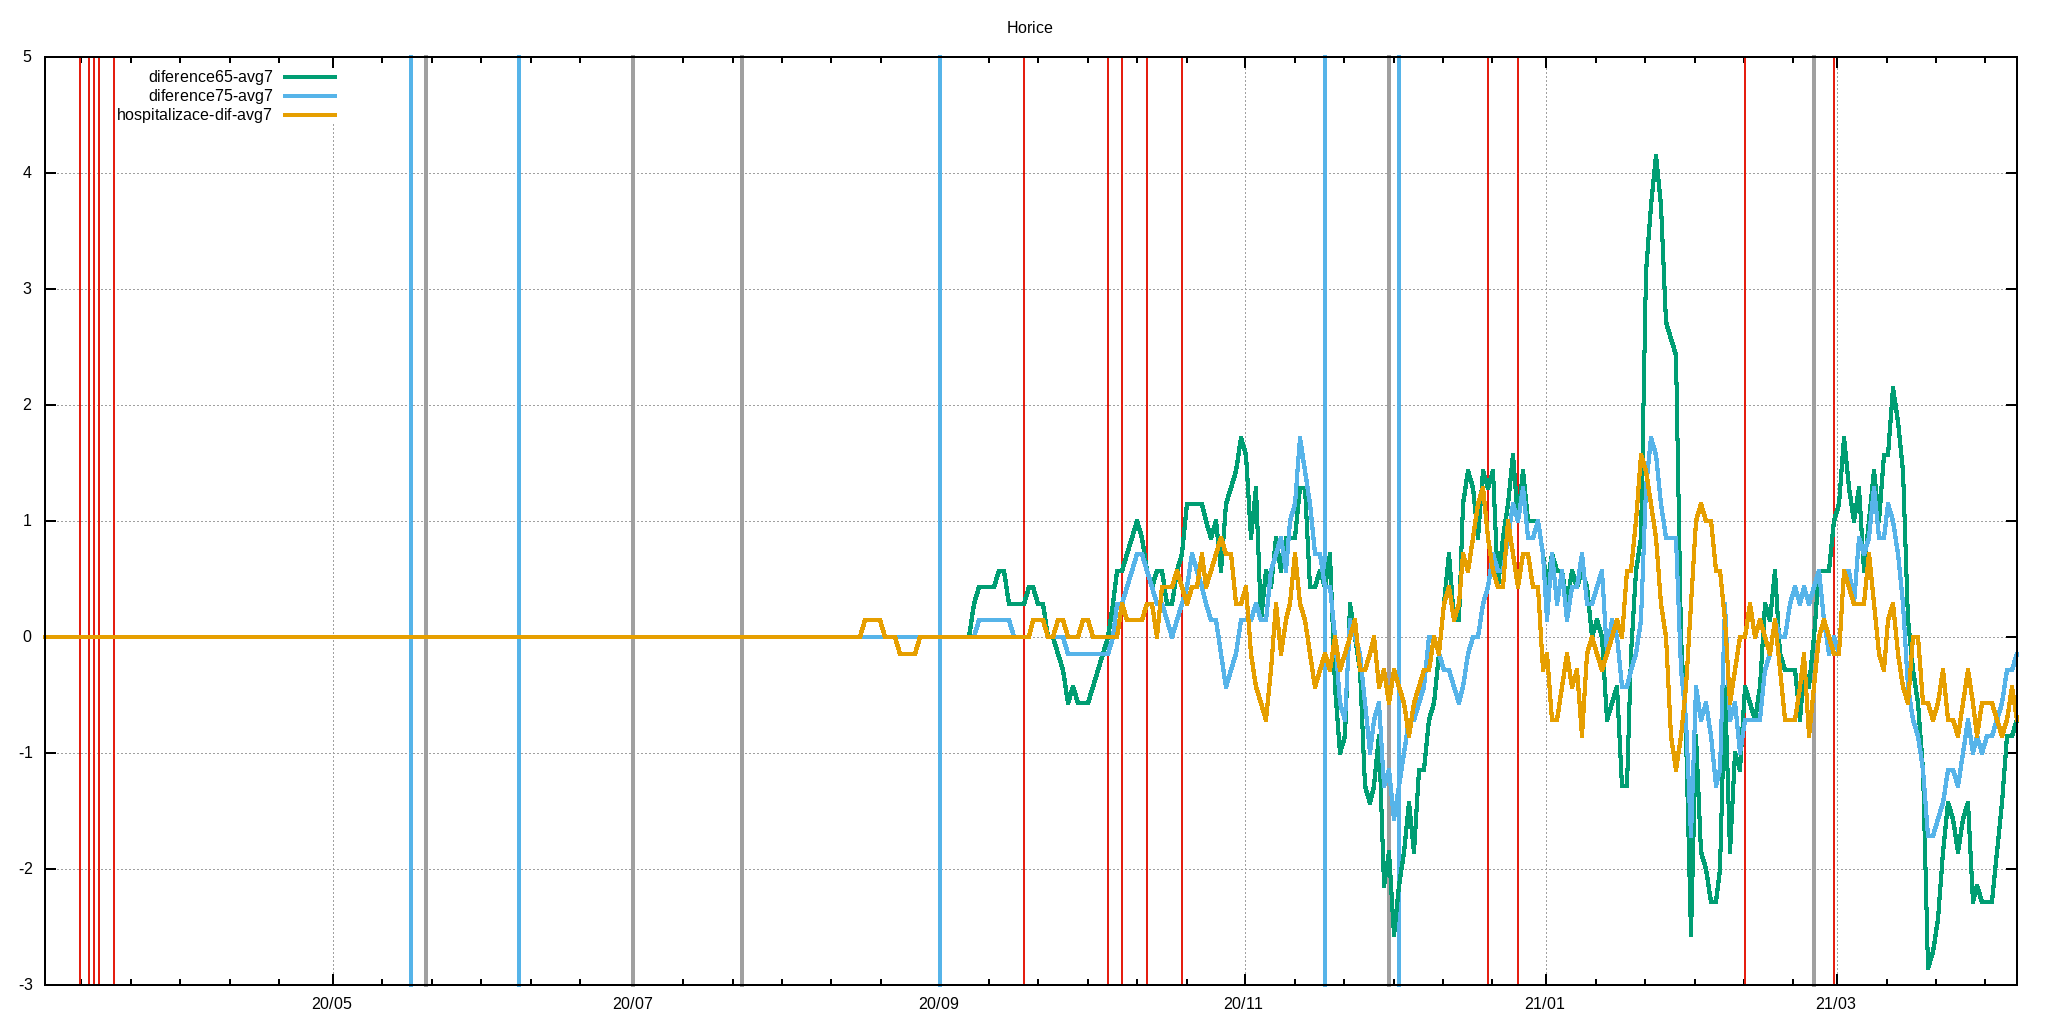 Horice
5
diference65-avg7
diference75-avg7
hospitalizace-dif-avg7
4
3
2
1
0
-1
-2
-3
20/05 20/07 20/09 20/11 21/01 21/03